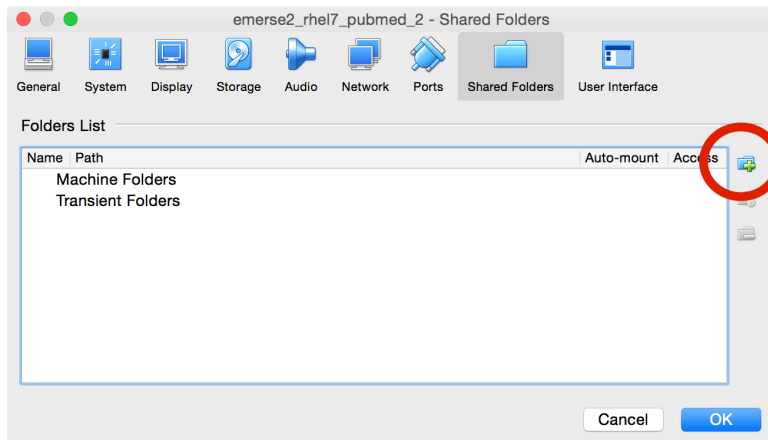 emerse2_rhel7_pubmed_2 - Shared Folders
General System Display Storage Audio Network Ports Shared Folders User Interface
Folders List
Name Path Auto-mount Access
Machine Folders
Transient Folders
Cancel OK